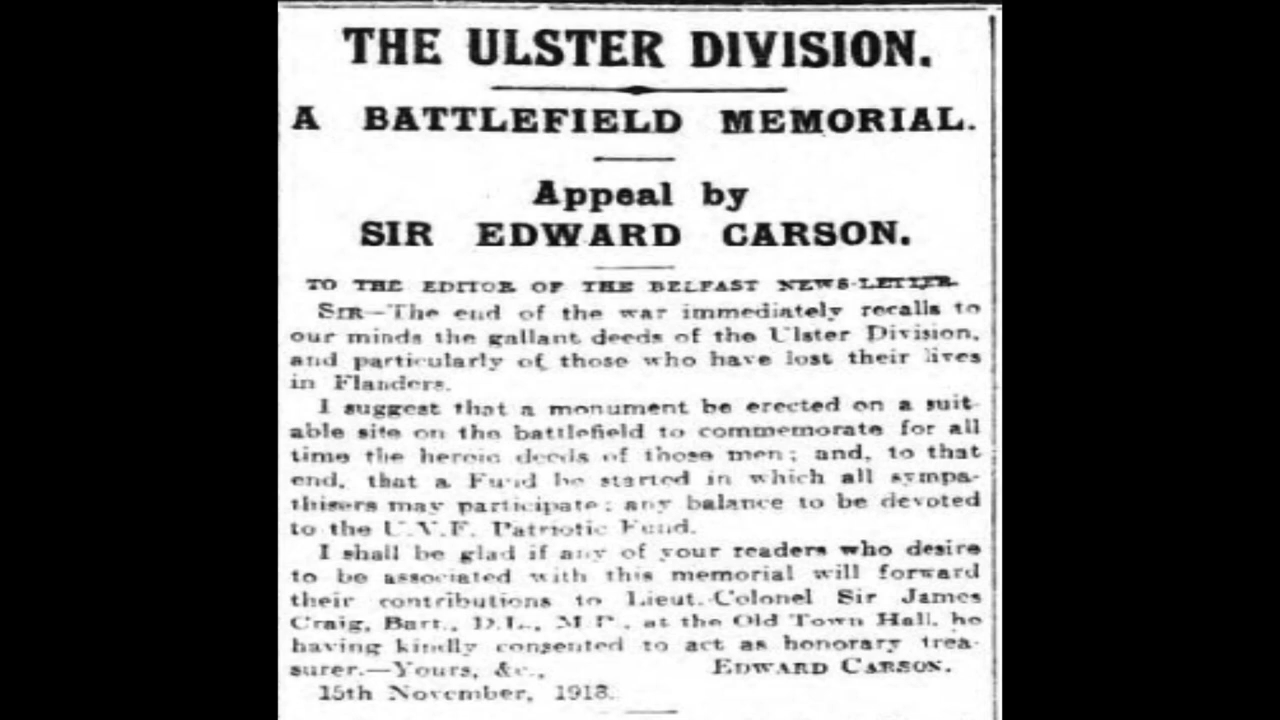 THE ULSTER DIVISION.
A BATTLEFIELD MEMORIAL.
Appeal by
SIR EDWARD CARSON.
TO THE EDITOR OF THE BELFAST NEWS-LETTER.
SIR—The end of the war immediately recalls to
our minds the gallant deeds of the Ulster Division,
and particularly of those who have lost their lives
in Flanders.
I suggest that a monument be erected on a suit-
able site on the battlefield to commemorate for all
time the heroic deeds of those men; and, to that
end, that a Fund be started in which all sympa-
thisers may participate; any balance to be devoted
to the U.V.F. Patriotic Fund.
I shall be glad if any of your readers who desire
to be associated with this memorial will forward
their contributions to Lieut.-Colonel Sir James
Craig, Bart., D.L., M.P., at the Old Town Hall, he
having kindly consented to act as honorary trea-
surer.—Yours, &c., EDWARD CARSON.
15th November, 1918.